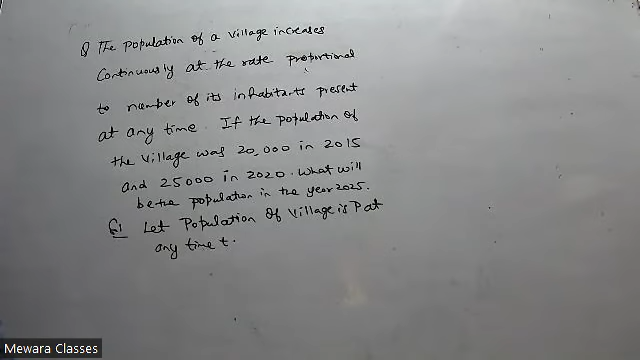 Q The population of a village increases
Continuously at the rate proportional
to number of its inhabitants present
at any time. If the population of
the village was 20,000 in 2015
and 25000 in 2020. What will
be the population in the year 2025.
Let Population of village is P at
any time t.
Mewara Classes